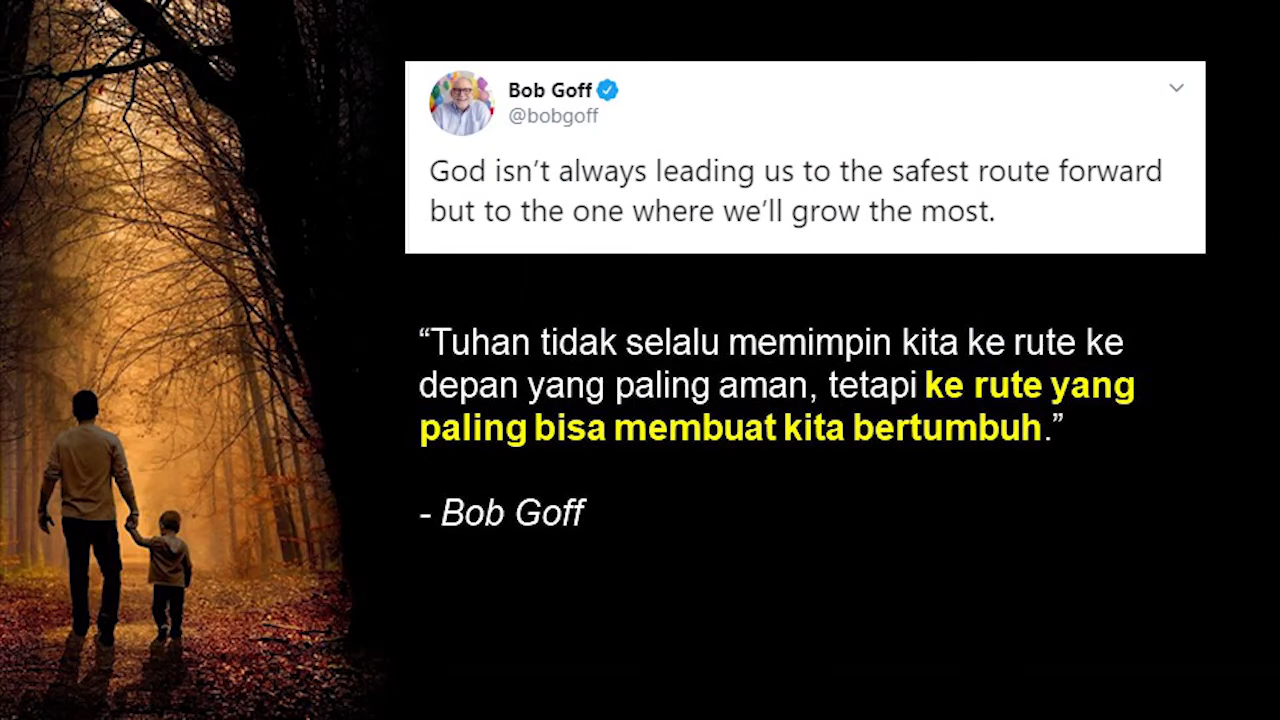 Bob Goff
@bobgoff
God isn’t always leading us to the safest route forward
but to the one where we’ll grow the most.
“Tuhan tidak selalu memimpin kita ke rute ke
depan yang paling aman, tetapi ke rute yang
paling bisa membuat kita bertumbuh.”
- Bob Goff